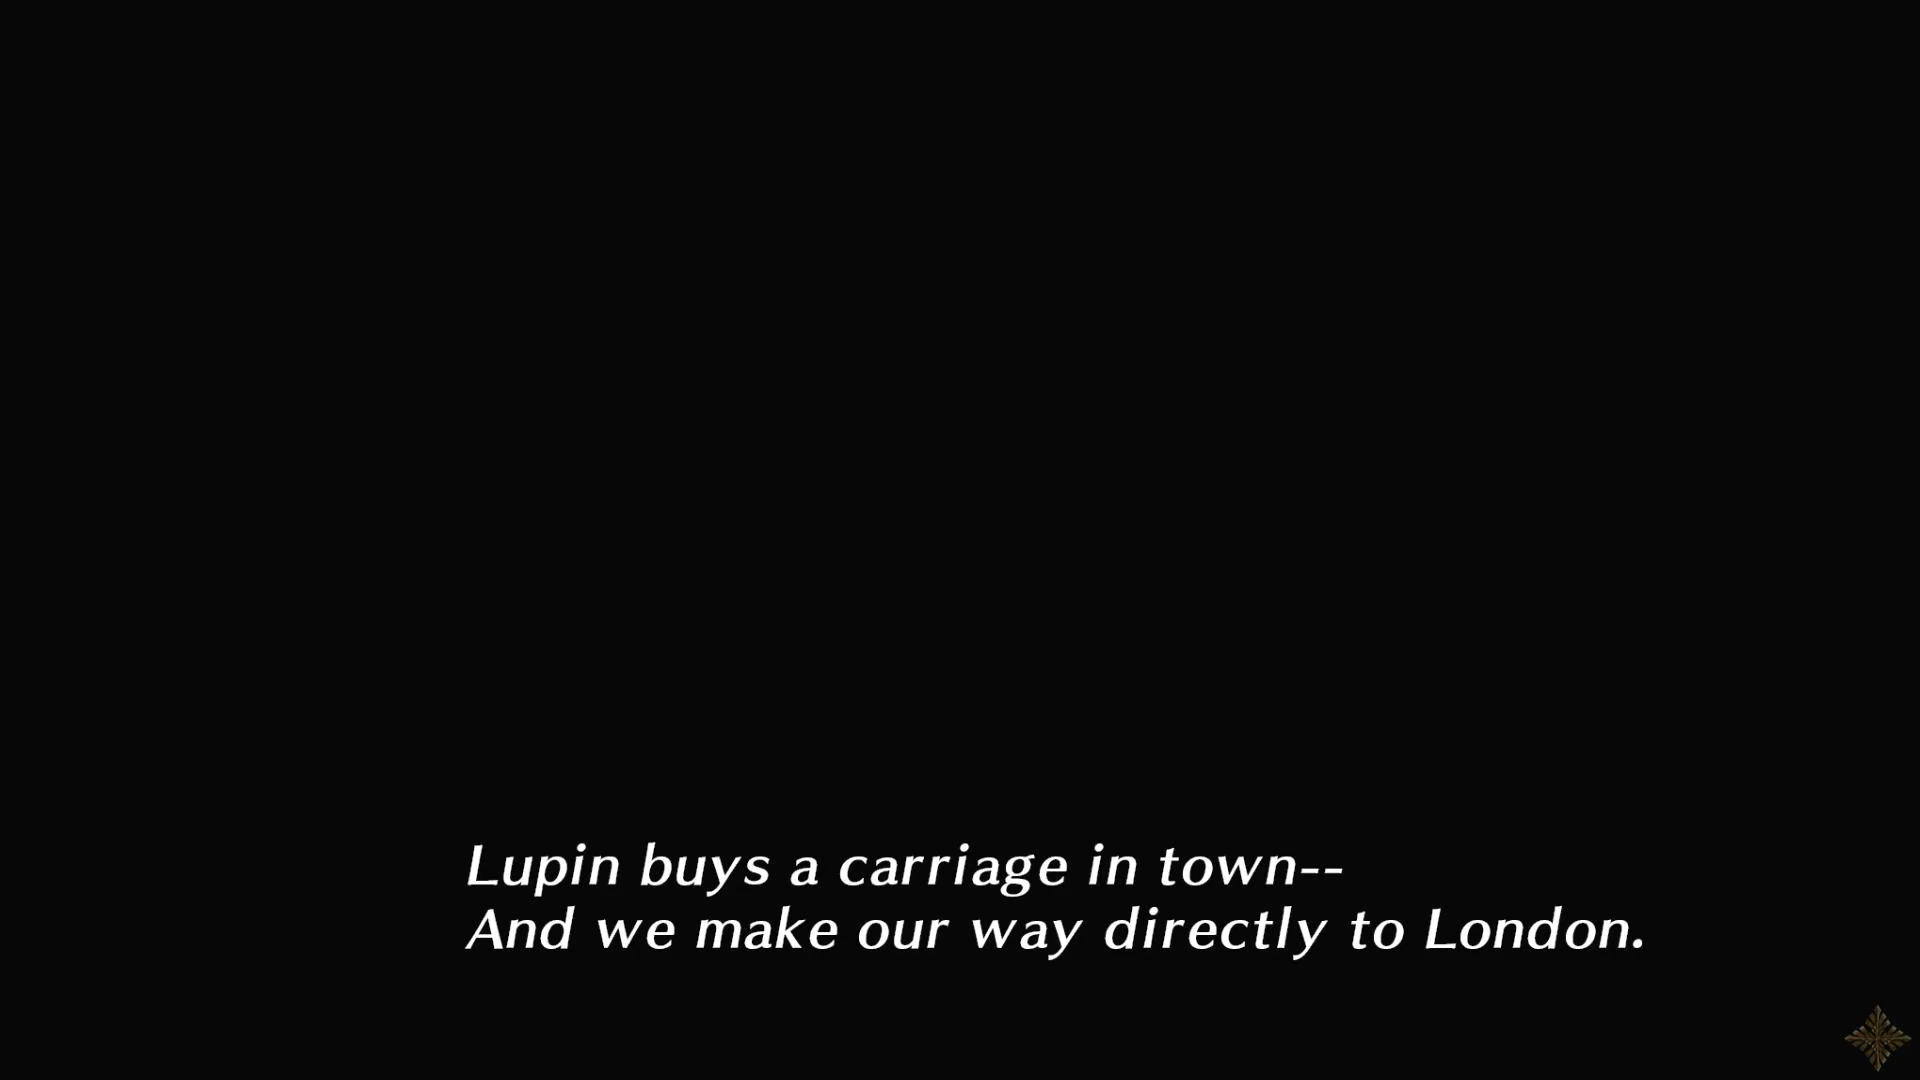 Lupin buys a carriage in town--
And we make our way directly to London.